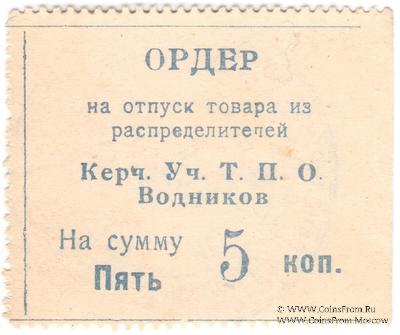 ОРДЕР
на отпуск товара из
распределитечей
Керч. Уч. Т. П. О.
Водников
На сумму 5 коп.
Пять
© www.CoinsFrom.Ru
www.CoinsFrom.Moscow